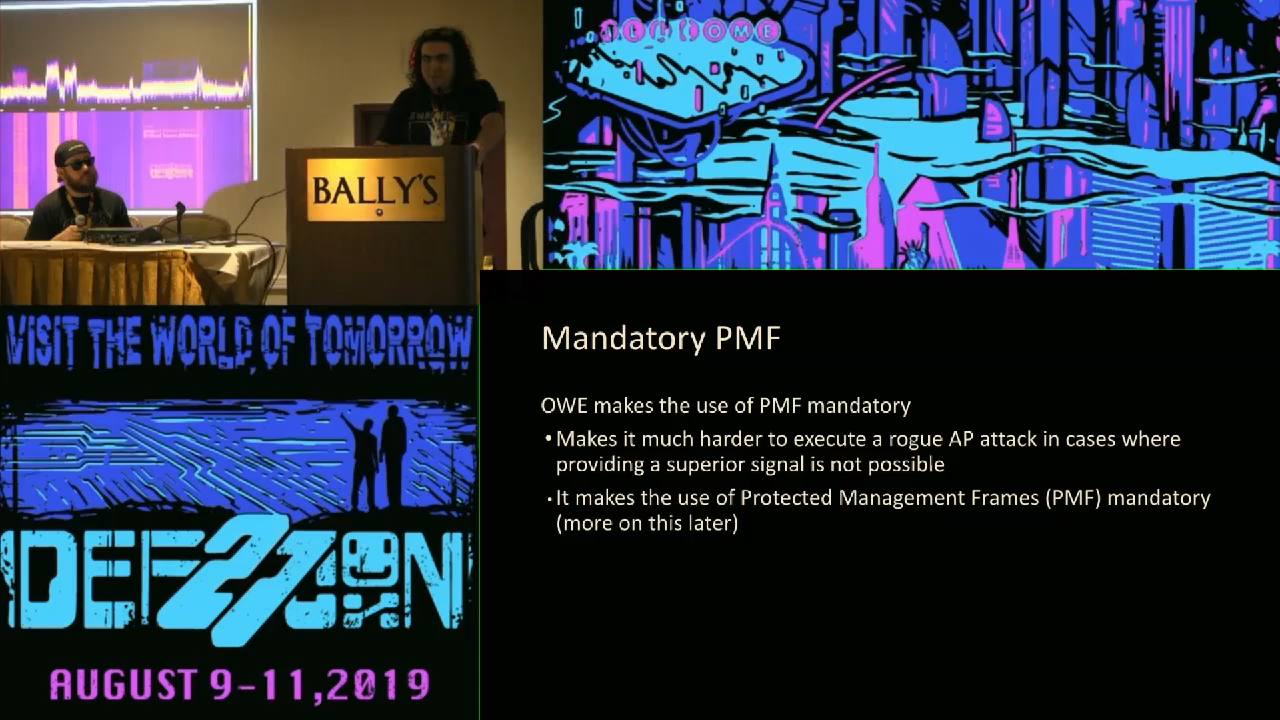 WELCOME
BALLY'S
VISIT THE WORLD OF TOMORROW
DEF CON
27
AUGUST 9-11,2019
Mandatory PMF
OWE makes the use of PMF mandatory
• Makes it much harder to execute a rogue AP attack in cases where
providing a superior signal is not possible
• It makes the use of Protected Management Frames (PMF) mandatory
(more on this later)